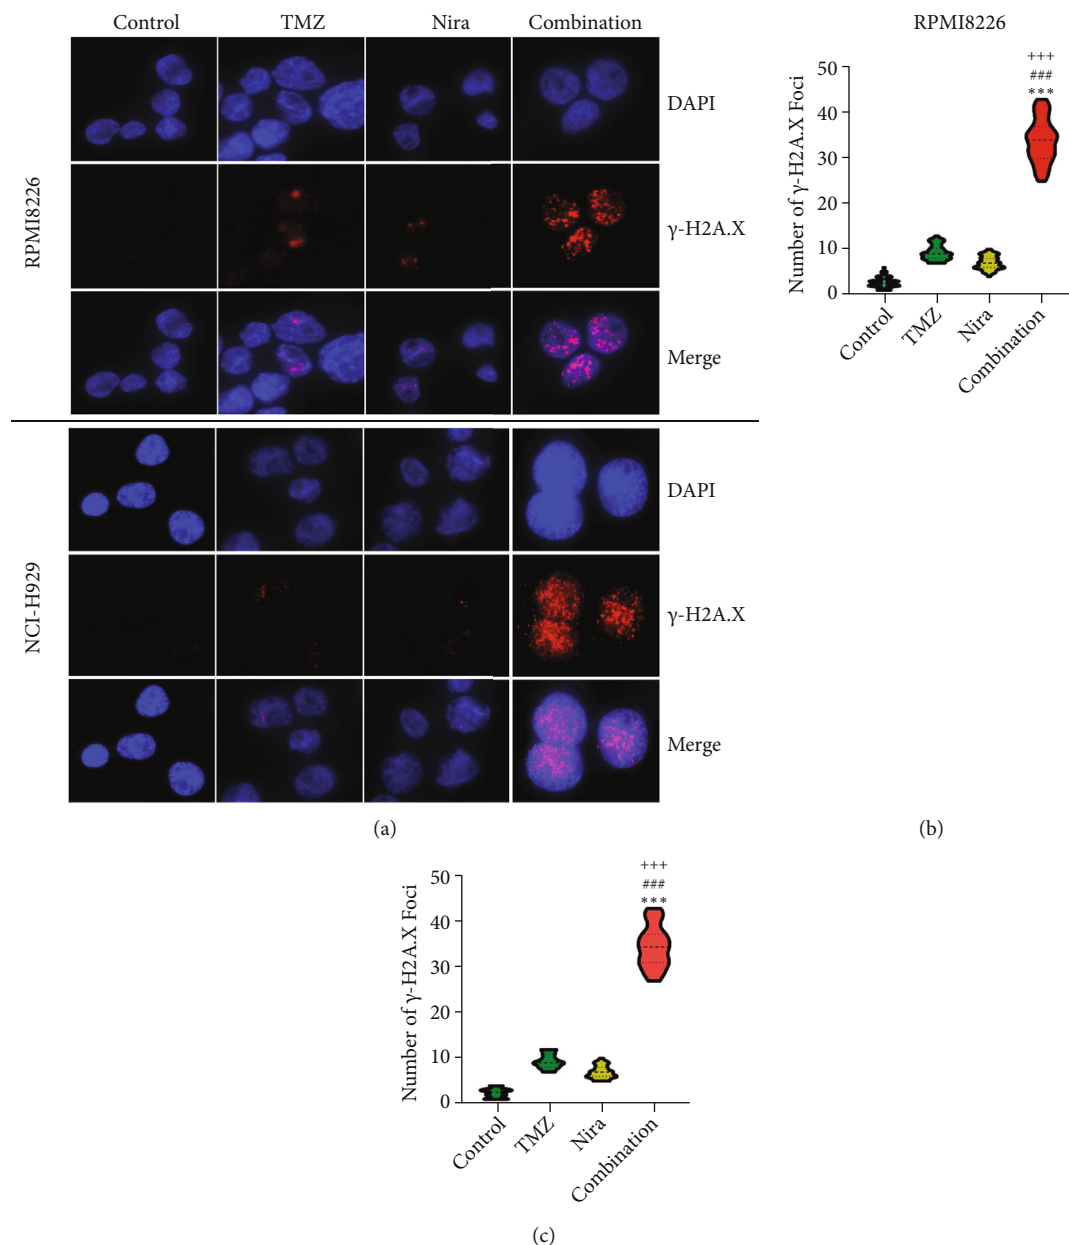 Control TMZ Nira Combination
RPMI8226
DAPI
γ-H2A.X
Merge
NCI-H929
DAPI
γ-H2A.X
Merge
(a)
RPMI8226
Number of γ-H2A.X Foci
50
40
30
20
10
0
+++
###
***
Control TMZ Nira Combination
(b)
Number of γ-H2A.X Foci
50
40
30
20
10
0
+++
###
***
Control TMZ Nira Combination
(c)